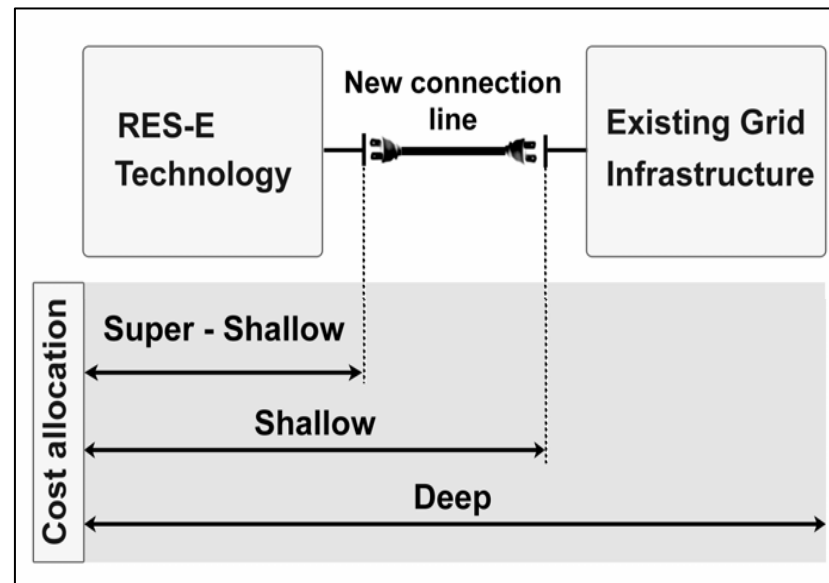 RES-E
Technology
New connection
line
Existing Grid
Infrastructure
Cost allocation
Super - Shallow
Shallow
Deep